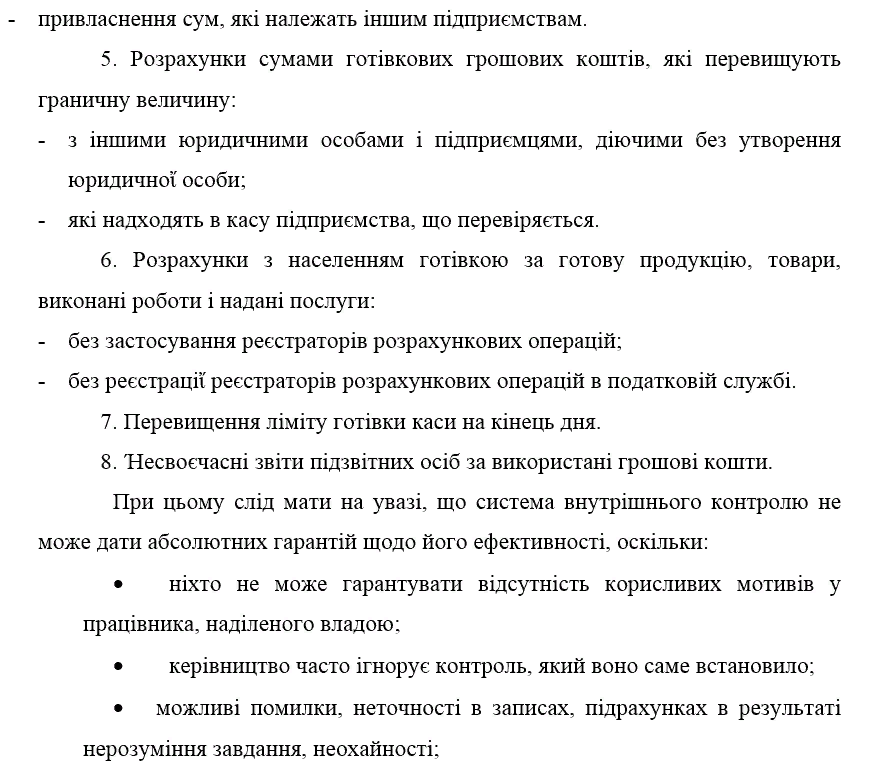 - привласнення сум, які належать іншим підприємствам.
5. Розрахунки сумами готівкових грошових коштів, які перевищують
граничну величину:
- з іншими юридичними особами і підприємцями, діючими без утворення
юридичної особи;
- які надходять в касу підприємства, що перевіряється.
6. Розрахунки з населенням готівкою за готову продукцію, товари,
виконані роботи і надані послуги:
- без застосування реєстраторів розрахункових операцій;
- без реєстрації реєстраторів розрахункових операцій в податковій службі.
7. Перевищення ліміту готівки каси на кінець дня.
8. Несвоєчасні звіти підзвітних осіб за використані грошові кошти.
При цьому слід мати на увазі, що система внутрішнього контролю не
може дати абсолютних гарантій щодо його ефективності, оскільки:
• ніхто не може гарантувати відсутність корисливих мотивів у
працівника, наділеного владою;
• керівництво часто ігнорує контроль, який воно саме встановило;
• можливі помилки, неточності в записах, підрахунках в результаті
нерозуміння завдання, неохайності;